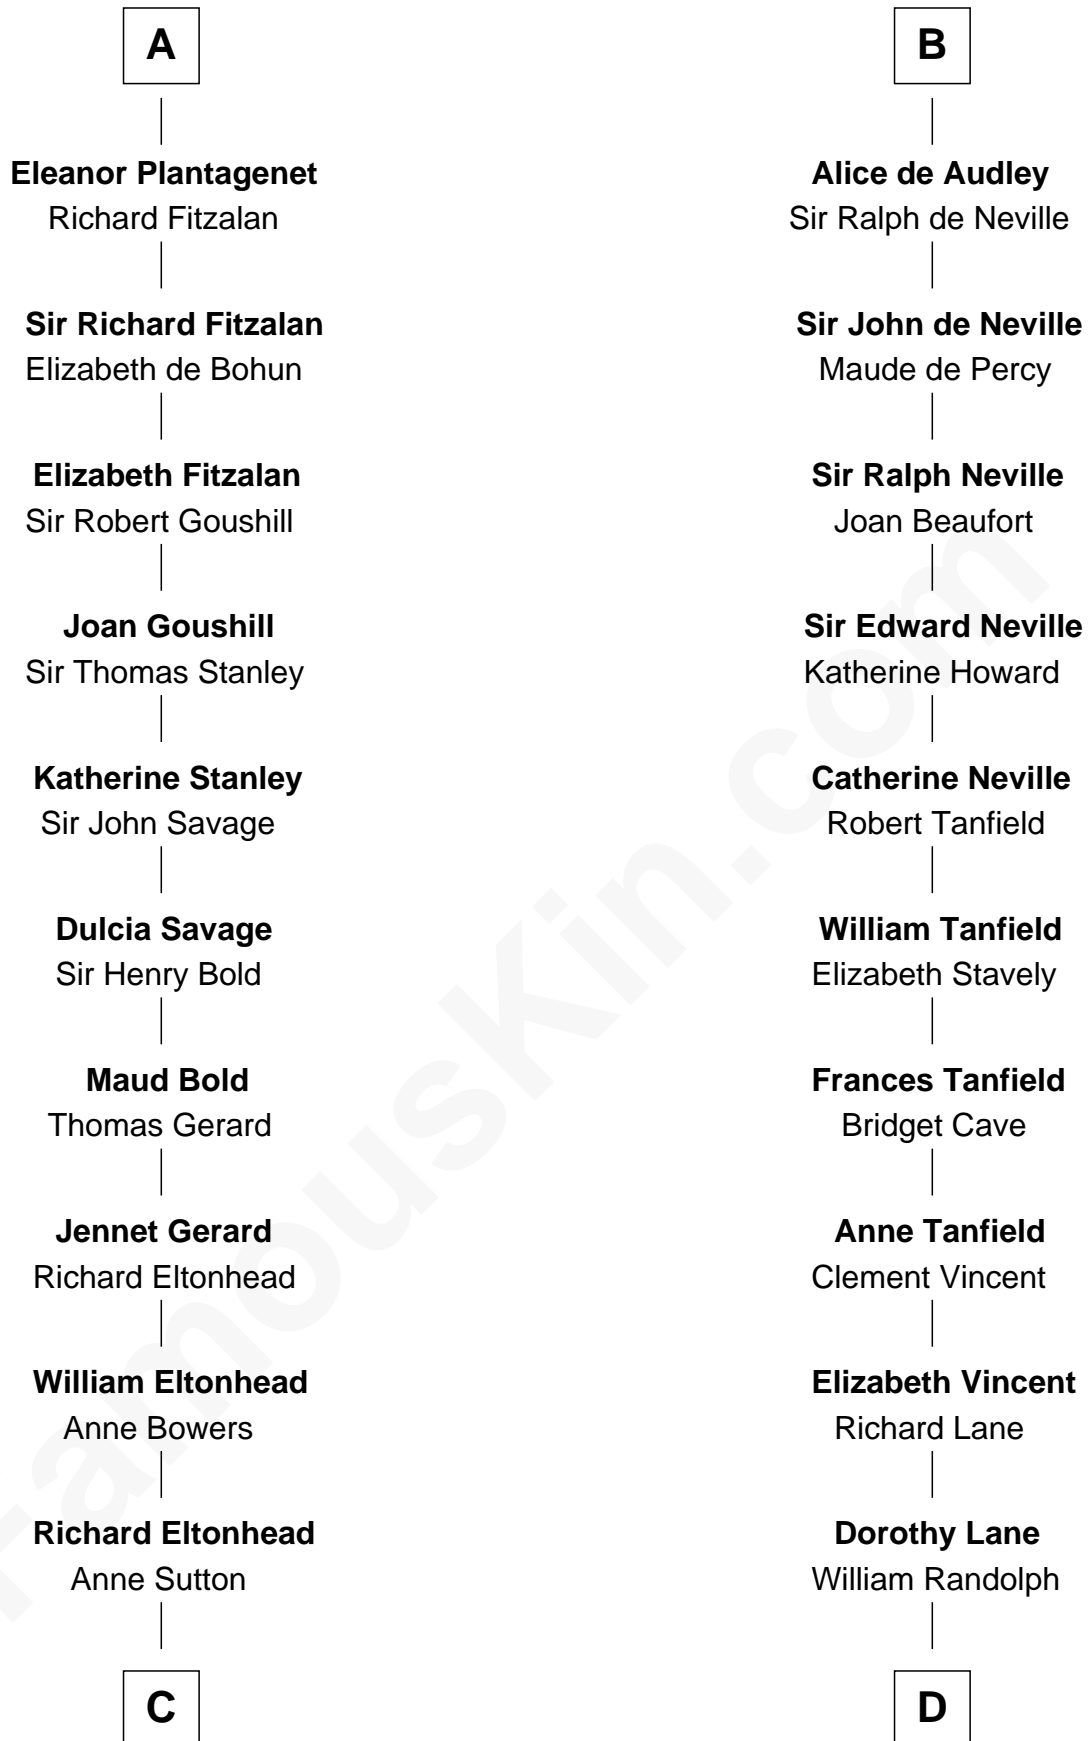 A
Eleanor Plantagenet
Richard Fitzalan
Sir Richard Fitzalan
Elizabeth de Bohun
Elizabeth Fitzalan
Sir Robert Goushill
Joan Goushill
Sir Thomas Stanley
Katherine Stanley
Sir John Savage
Dulcia Savage
Sir Henry Bold
Maud Bold
Thomas Gerard
Jennet Gerard
Richard Eltonhead
William Eltonhead
Anne Bowers
Richard Eltonhead
Anne Sutton
C
B
Alice de Audley
Sir Ralph de Neville
Sir John de Neville
Maude de Percy
Sir Ralph Neville
Joan Beaufort
Sir Edward Neville
Katherine Howard
Catherine Neville
Robert Tanfield
William Tanfield
Elizabeth Stavely
Frances Tanfield
Bridget Cave
Anne Tanfield
Clement Vincent
Elizabeth Vincent
Richard Lane
Dorothy Lane
William Randolph
D
FamousKin.com